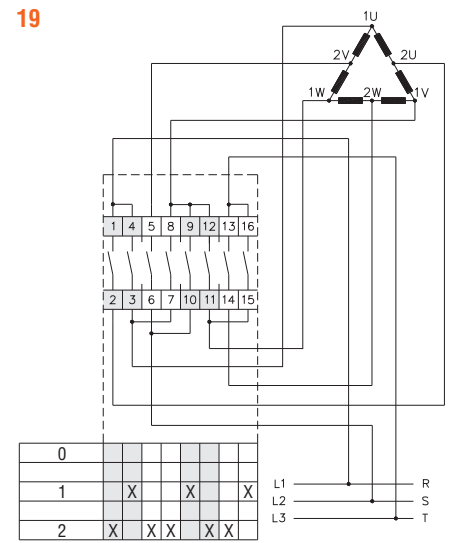 19
1U
2V 2U
1W 2W 1V
1 4 5 8 9 12 13 16
2 3 6 7 10 11 14 15
0
1 X X X
2 X X X X X
L1 R
L2 S
L3 T